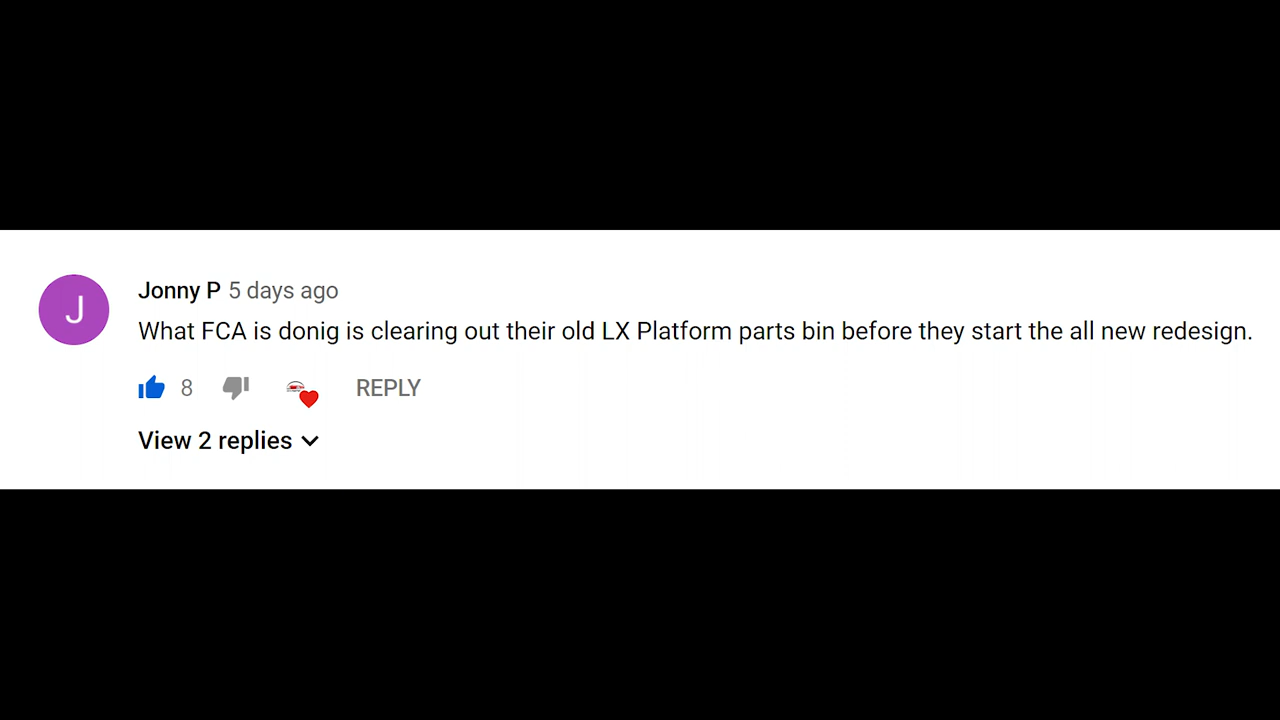 J
Jonny P 5 days ago
What FCA is donig is clearing out their old LX Platform parts bin before they start the all new redesign.
8 REPLY
View 2 replies